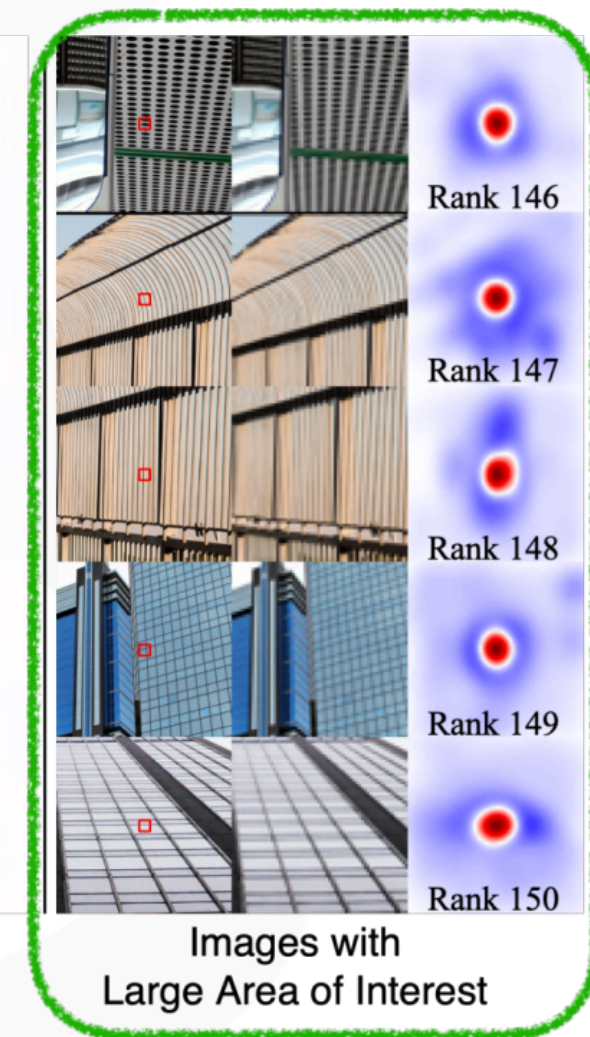 Rank 146
Rank 147
Rank 148
Rank 149
Rank 150
Images with
Large Area of Interest